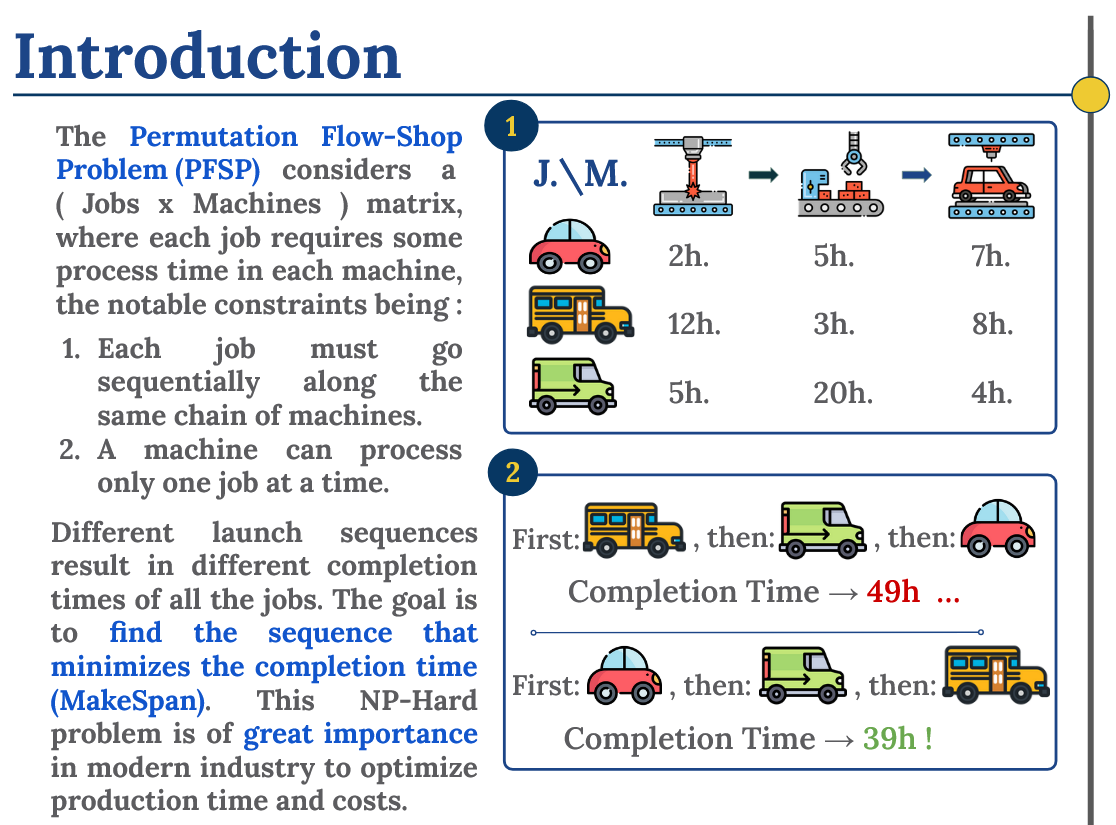 Introduction
The Permutation Flow-Shop
Problem (PFSP) considers a
( Jobs x Machines ) matrix,
where each job requires some
process time in each machine,
the notable constraints being :
1. Each job must go
sequentially along the
same chain of machines.
2. A machine can process
only one job at a time.
Different launch sequences
result in different completion
times of all the jobs. The goal is
to find the sequence that
minimizes the completion time
(MakeSpan). This NP-Hard
problem is of great importance
in modern industry to optimize
production time and costs.
1
J.\M.
2h. 5h. 7h.
12h. 3h. 8h.
5h. 20h. 4h.
2
First: , then: , then:
Completion Time → 49h ...
First: , then: , then:
Completion Time → 39h !